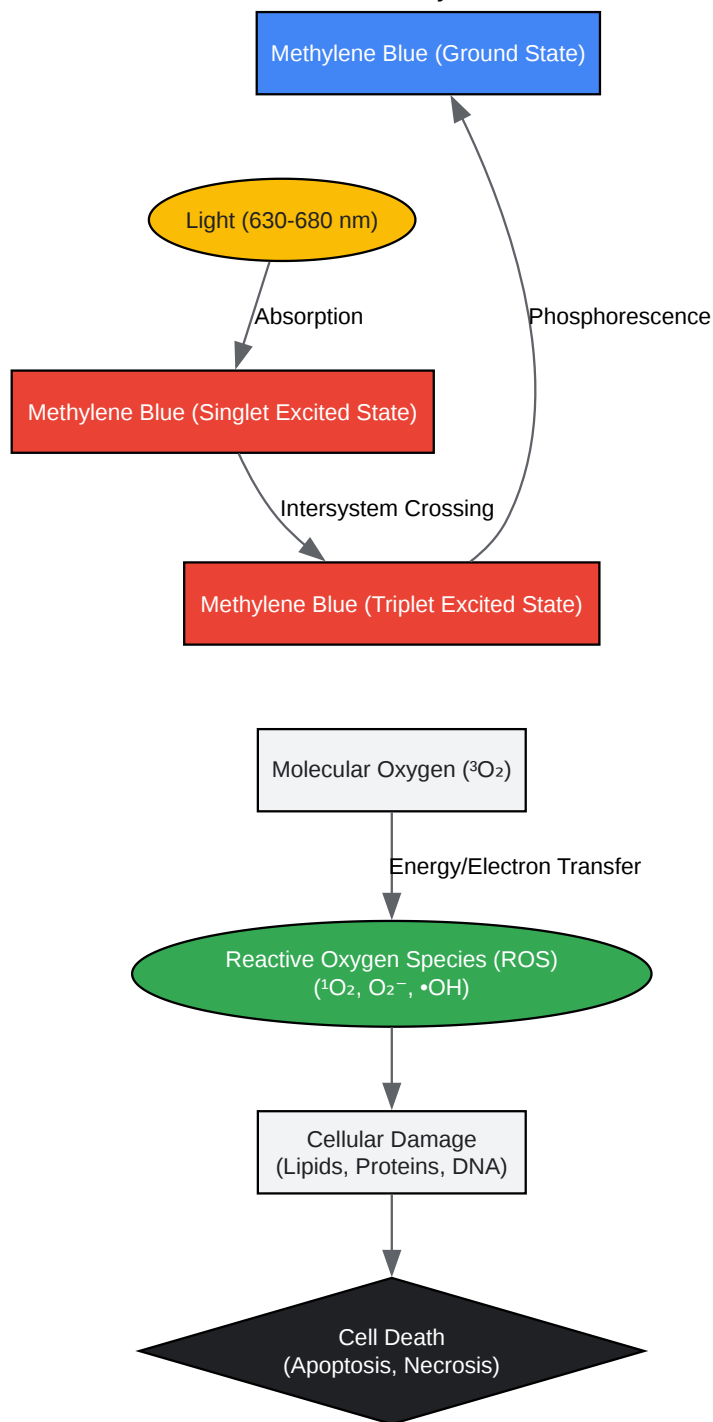 Methylene Blue (Ground State)
Light (630-680 nm)
Absorption
Phosphorescence
Methylene Blue (Singlet Excited State)
Intersystem Crossing
Methylene Blue (Triplet Excited State)
Molecular Oxygen (³O₂)
Energy/Electron Transfer
Reactive Oxygen Species (ROS)
(¹O₂, O₂⁻, •OH)
Cellular Damage
(Lipids, Proteins, DNA)
Cell Death
(Apoptosis, Necrosis)